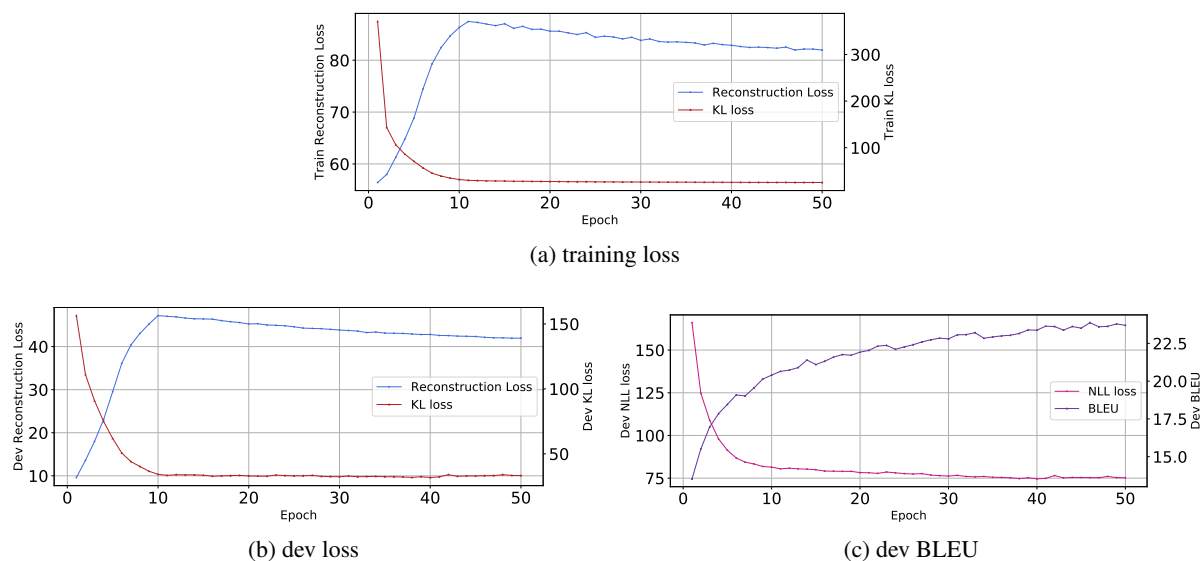 80
70
60
Train Reconstruction Loss
300
200
100
Train KL loss
Reconstruction Loss
KL loss
0 10 20 30 40 50
Epoch
(a) training loss
40
30
20
10
Dev Reconstruction Loss
150
100
50
Dev KL loss
Reconstruction Loss
KL loss
0 10 20 30 40 50
Epoch
(b) dev loss
150
125
100
75
Dev NLL loss
22.5
20.0
17.5
15.0
Dev BLEU
NLL loss
BLEU
0 10 20 30 40 50
Epoch
(c) dev BLEU